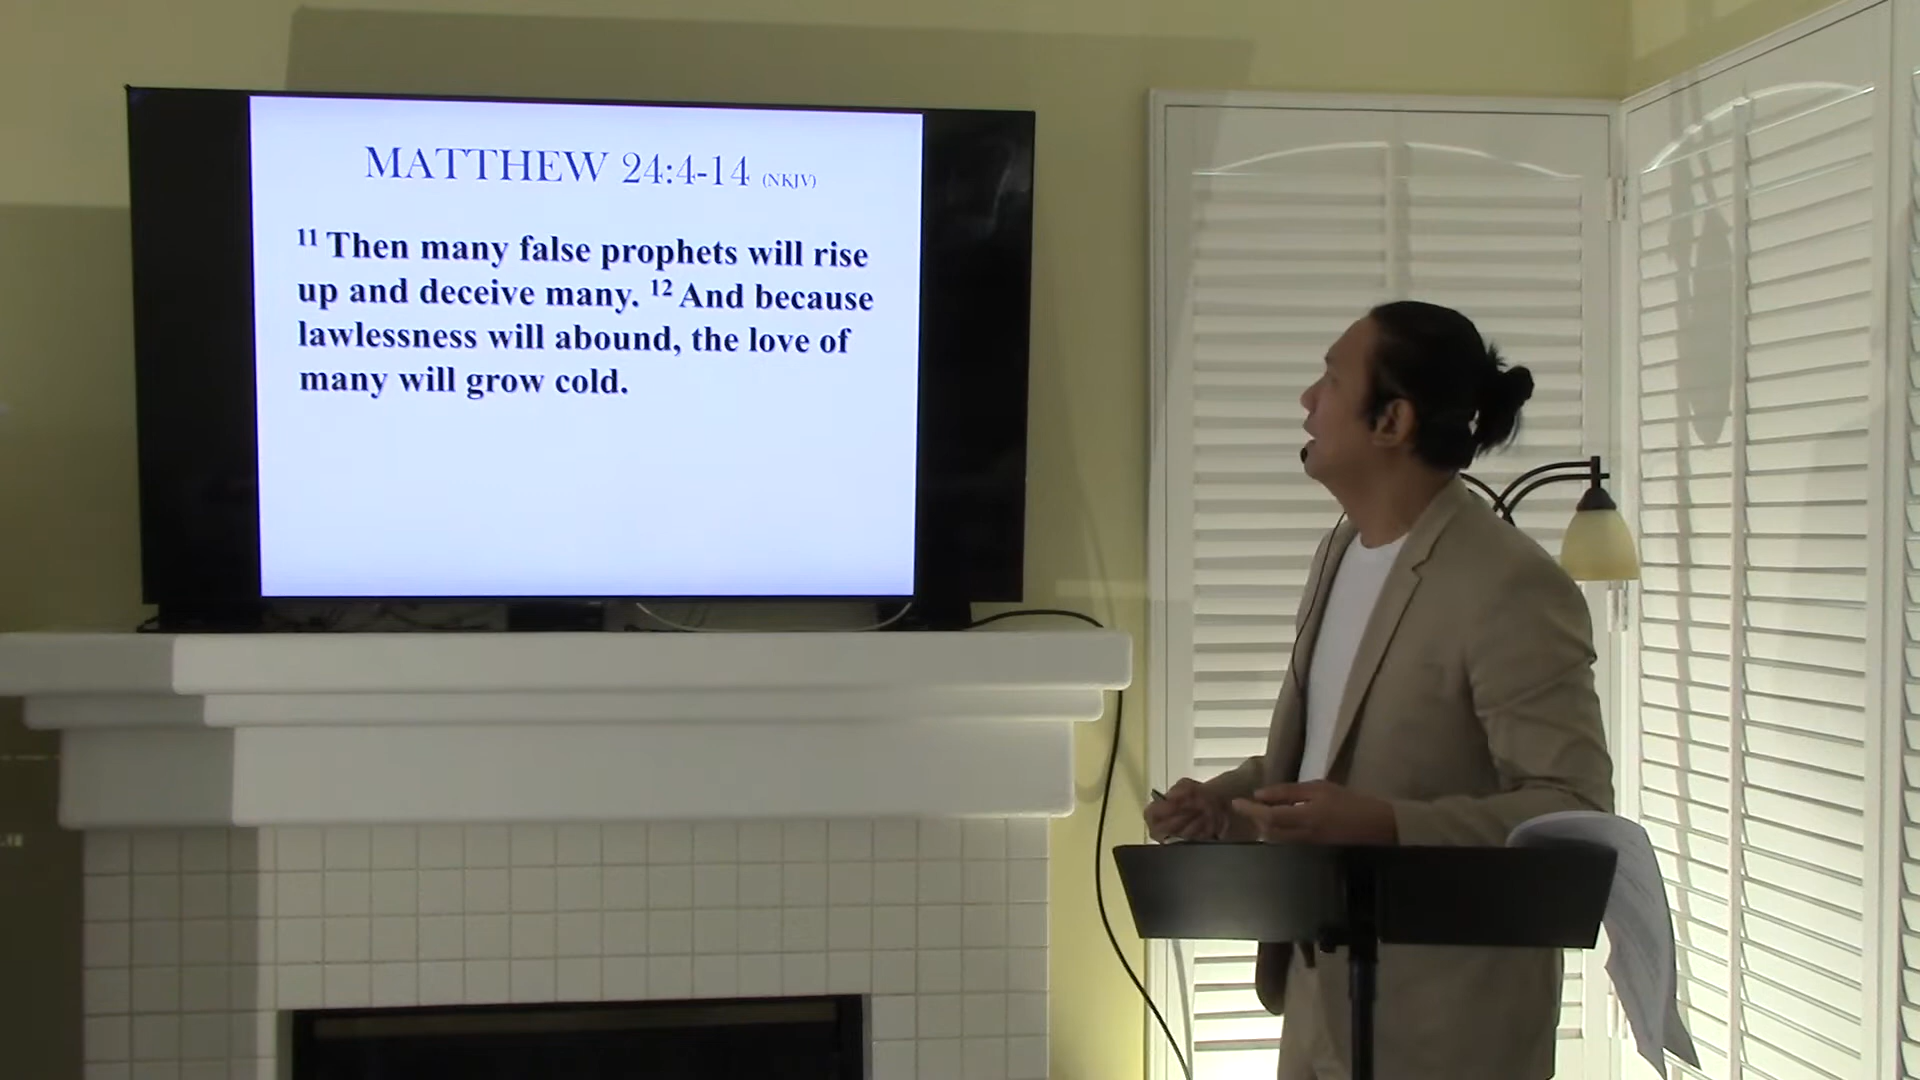 MATTHEW 24:4-14 (NKJV)
11 Then many false prophets will rise
up and deceive many. 12 And because
lawlessness will abound, the love of
many will grow cold.